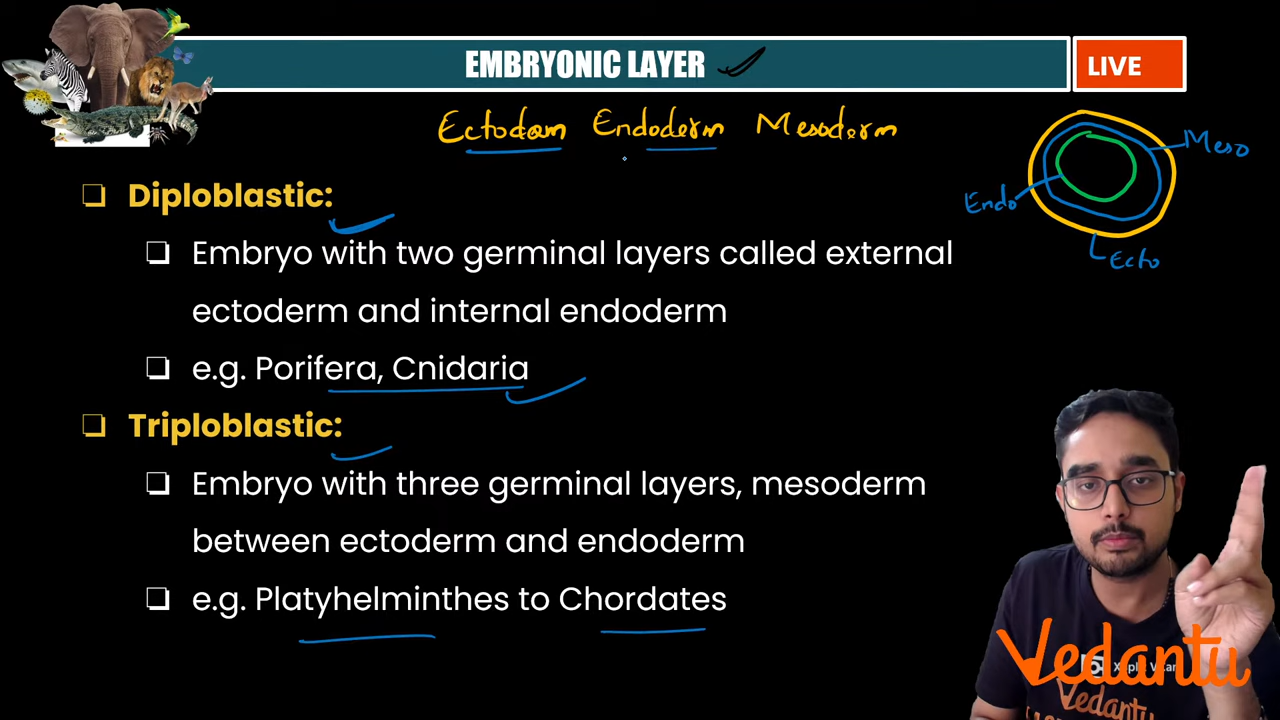 EMBRYONIC LAYER
LIVE
Ectoderm Endoderm Mesoderm
Meso
Endo
Ecto
Diploblastic:
Embryo with two germinal layers called external
ectoderm and internal endoderm
e.g. Porifera, Cnidaria
Triploblastic:
Embryo with three germinal layers, mesoderm
between ectoderm and endoderm
e.g. Platyhelminthes to Chordates
Vedantu
Vedantu